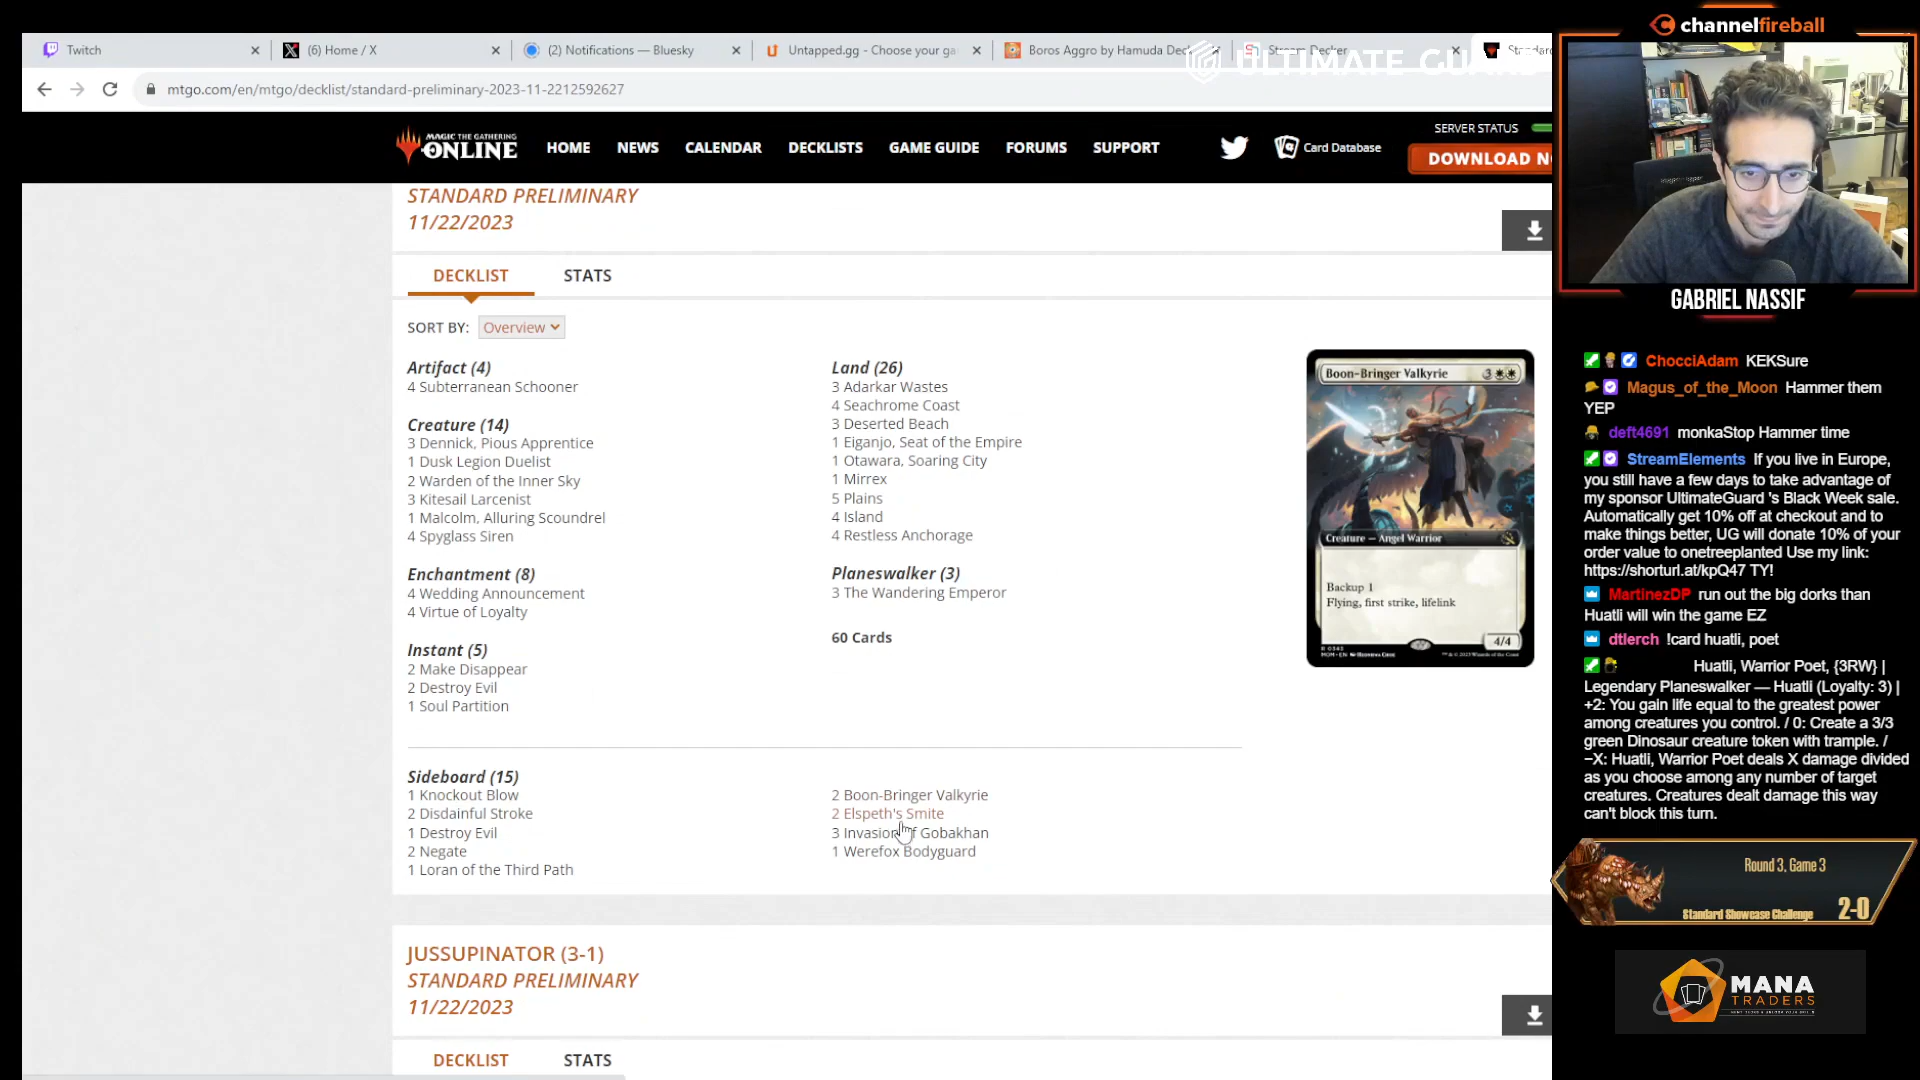 channelfireball
Twitch
(6) Home / X
(2) Notifications — Bluesky
Untapped.gg - Choose your ga
Boros Aggro by Hamuda Dec
Stream Decker
Standar
ULTIMATE GU
mtgo.com/en/mtgo/decklist/standard-preliminary-2023-11-2212592627
MAGIC THE GATHERING
ONLINE
HOME
NEWS
CALENDAR
DECKLISTS
GAME GUIDE
FORUMS
SUPPORT
Card Database
SERVER STATUS
DOWNLOAD N
STANDARD PRELIMINARY
11/22/2023
DECKLIST
STATS
SORT BY: Overview
Artifact (4)
4 Subterranean Schooner
Creature (14)
3 Dennick, Pious Apprentice
1 Dusk Legion Duelist
2 Warden of the Inner Sky
3 Kitesail Larcenist
1 Malcolm, Alluring Scoundrel
4 Spyglass Siren
Enchantment (8)
4 Wedding Announcement
4 Virtue of Loyalty
Instant (5)
2 Make Disappear
2 Destroy Evil
1 Soul Partition
Land (26)
3 Adarkar Wastes
4 Seachrome Coast
3 Deserted Beach
1 Eiganjo, Seat of the Empire
1 Otawara, Soaring City
1 Mirrex
5 Plains
4 Island
4 Restless Anchorage
Planeswalker (3)
3 The Wandering Emperor
60 Cards
Boon-Bringer Valkyrie 3
Creature — Angel Warrior
Backup 1
Flying, first strike, lifelink
4/4
Sideboard (15)
1 Knockout Blow
2 Disdainful Stroke
1 Destroy Evil
2 Negate
1 Loran of the Third Path
2 Boon-Bringer Valkyrie
2 Elspeth's Smite
3 Invasion of Gobakhan
1 Werefox Bodyguard
JUSSUPINATOR (3-1)
STANDARD PRELIMINARY
11/22/2023
DECKLIST
STATS
GABRIEL NASSIF
ChocciAdam KEKSure
Magus_of_the_Moon Hammer them
YEP
deft4691 monkaStop Hammer time
StreamElements If you live in Europe,
you still have a few days to take advantage of
my sponsor UltimateGuard 's Black Week sale.
Automatically get 10% off at checkout and to
make things better, UG will donate 10% of your
order value to onetreeplanted Use my link:
https://shorturl.at/kpQ47 TY!
MartinezDP run out the big dorks than
Huatli will win the game EZ
dtlerch !card huatli, poet
Huatli, Warrior Poet, {3RW} |
Legendary Planeswalker — Huatli (Loyalty: 3) |
+2: You gain life equal to the greatest power
among creatures you control. / 0: Create a 3/3
green Dinosaur creature token with trample. /
−X: Huatli, Warrior Poet deals X damage divided
as you choose among any number of target
creatures. Creatures dealt damage this way
can't block this turn.
Round 3, Game 3
Standard Showcase Challenge 2-0
MANA
TRADERS